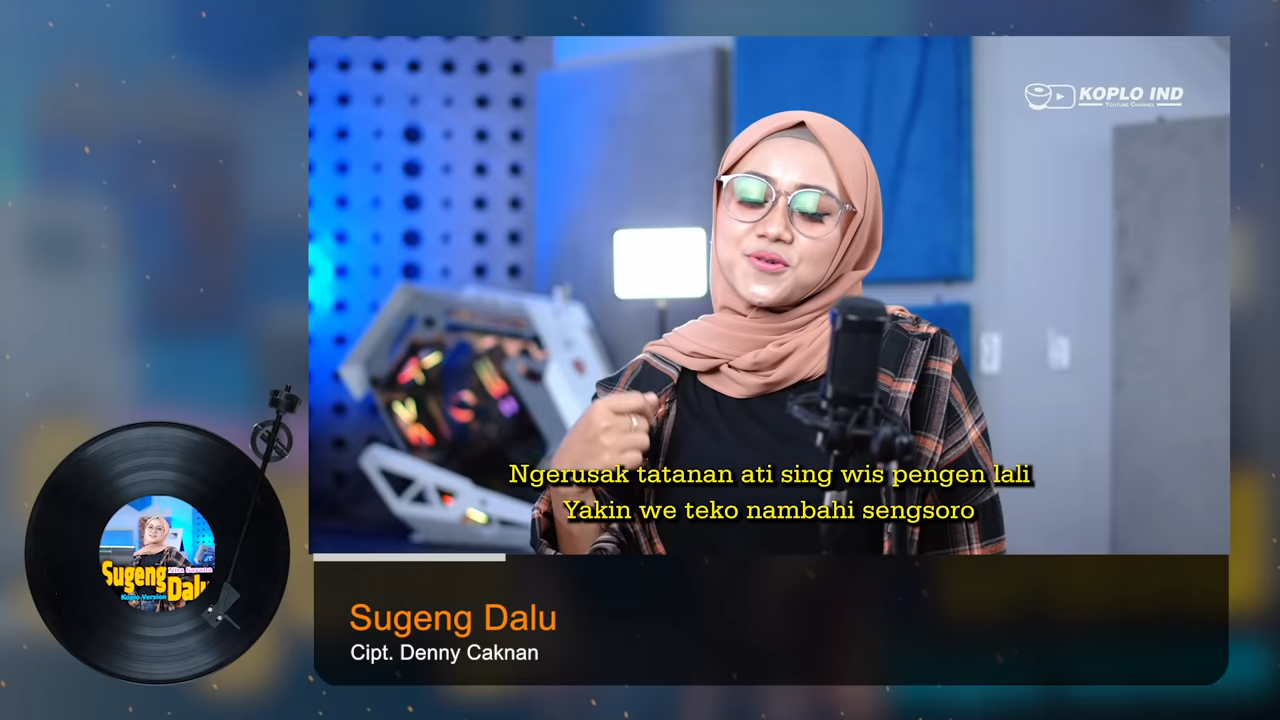 KOPLO IND
YouTube Channel
Ngerusak tatanan ati sing wis pengen lali
Yakin we teko nambahi sengsoro
Sugeng
Dalu
Koplo Version
Sugeng Dalu
Cipt. Denny Caknan